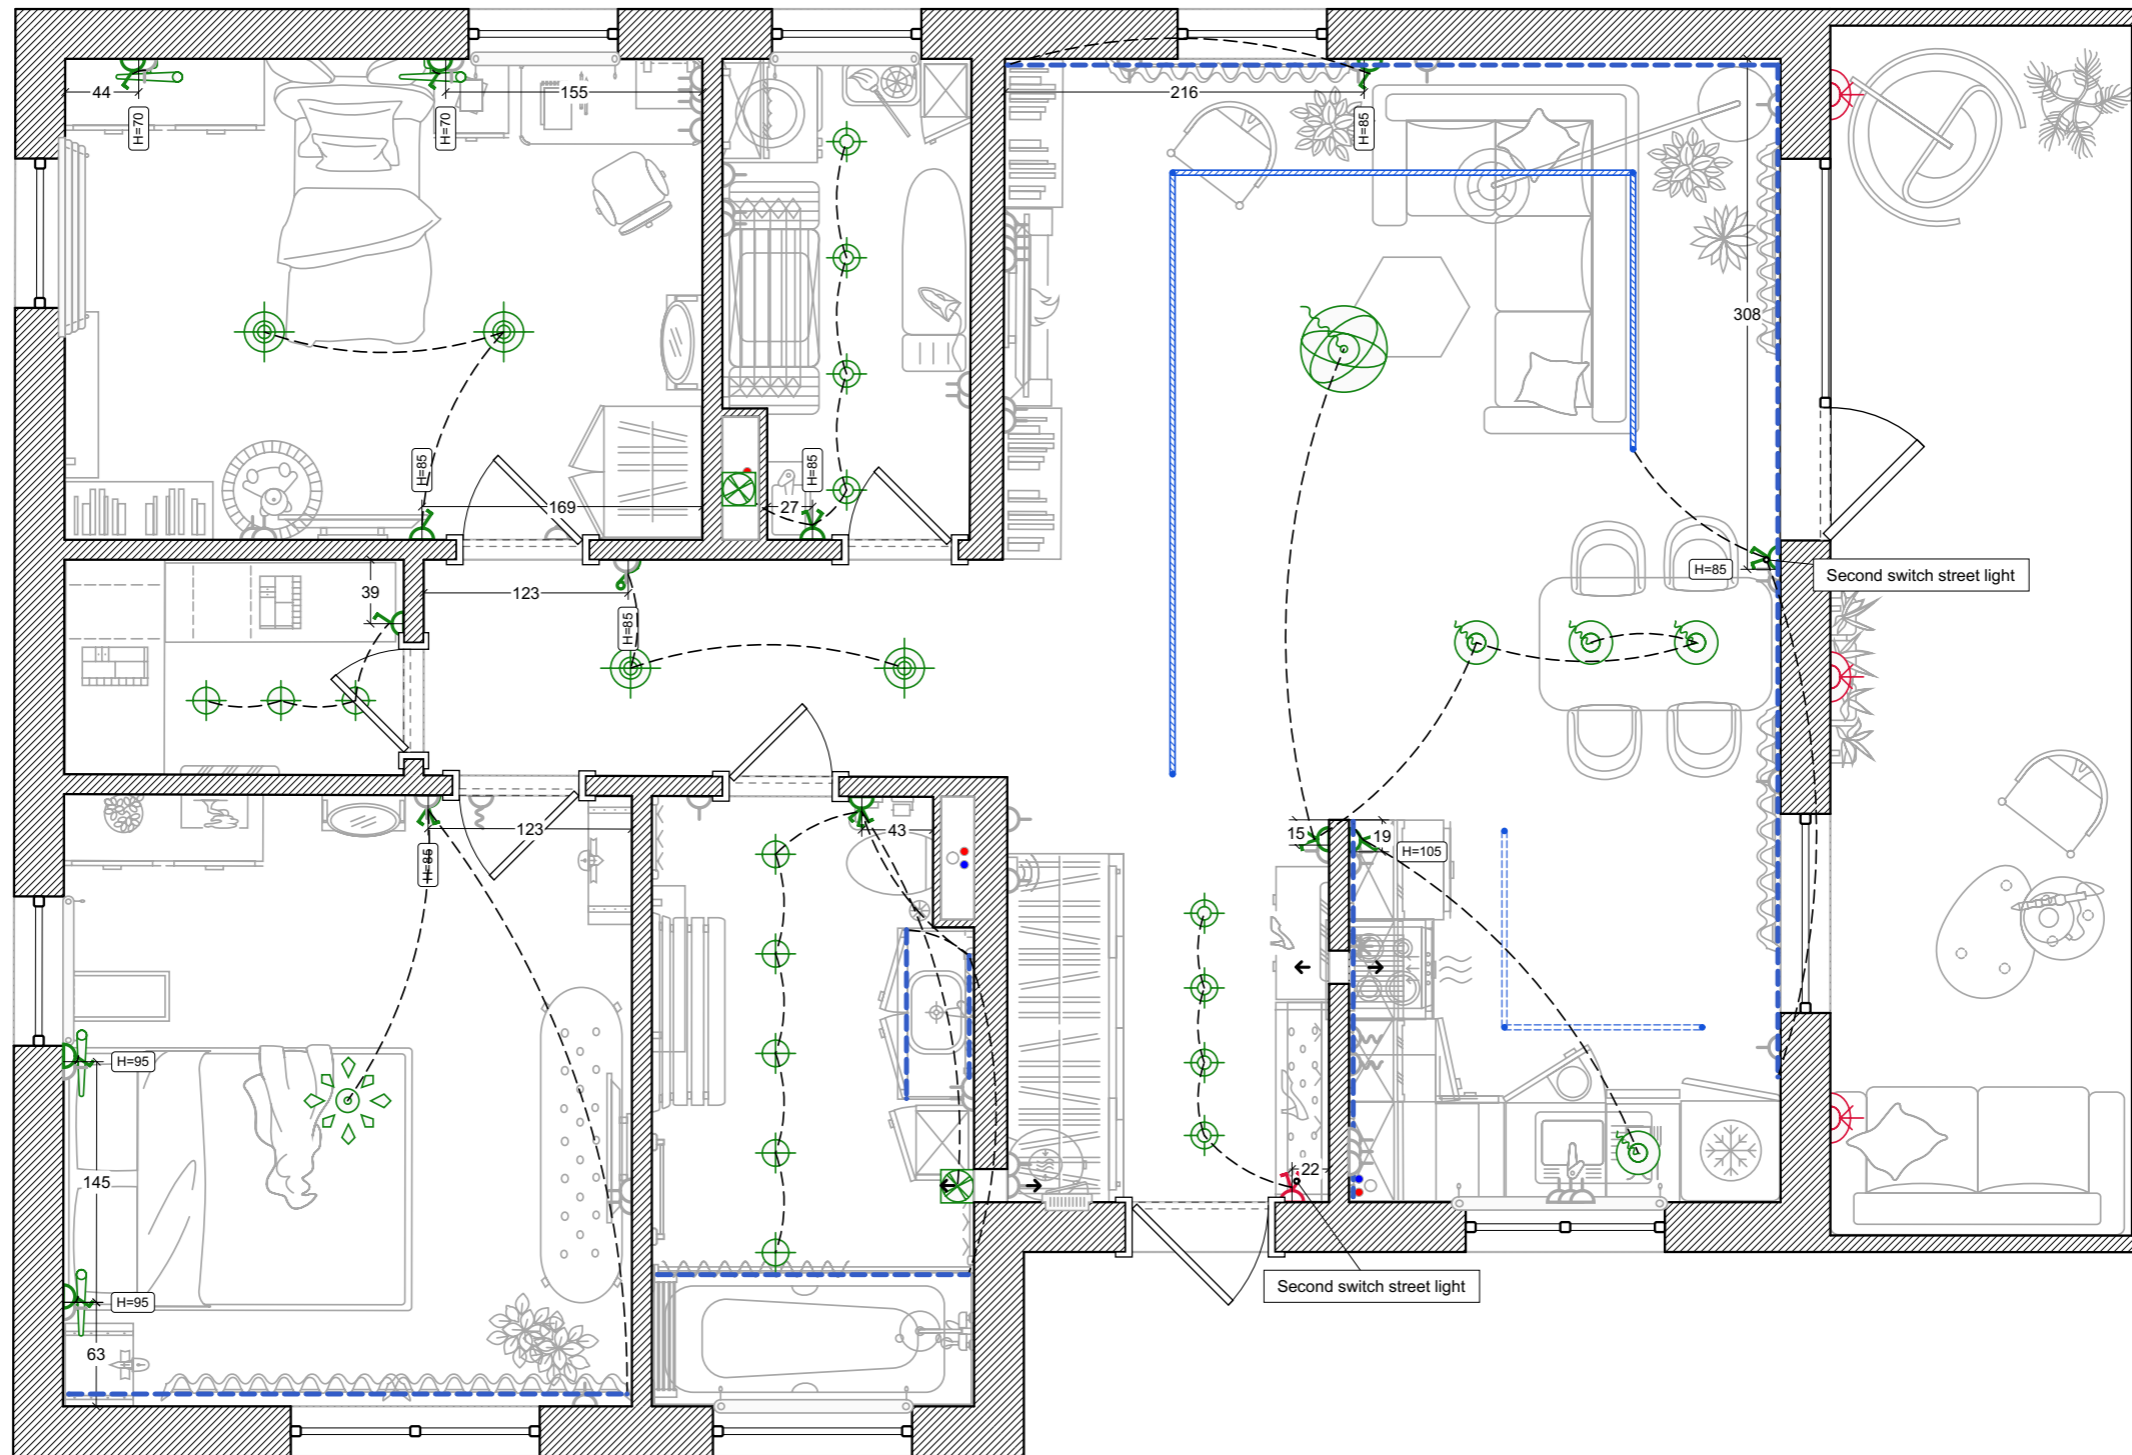 44
155
216
H=70
H=70
H=85
308
H=85
H=85
169
27
H=85
Second switch street light
39
123
H=85
123
43
15
19
H=105
H=85
H=95
145
22
Second switch street light
H=95
63